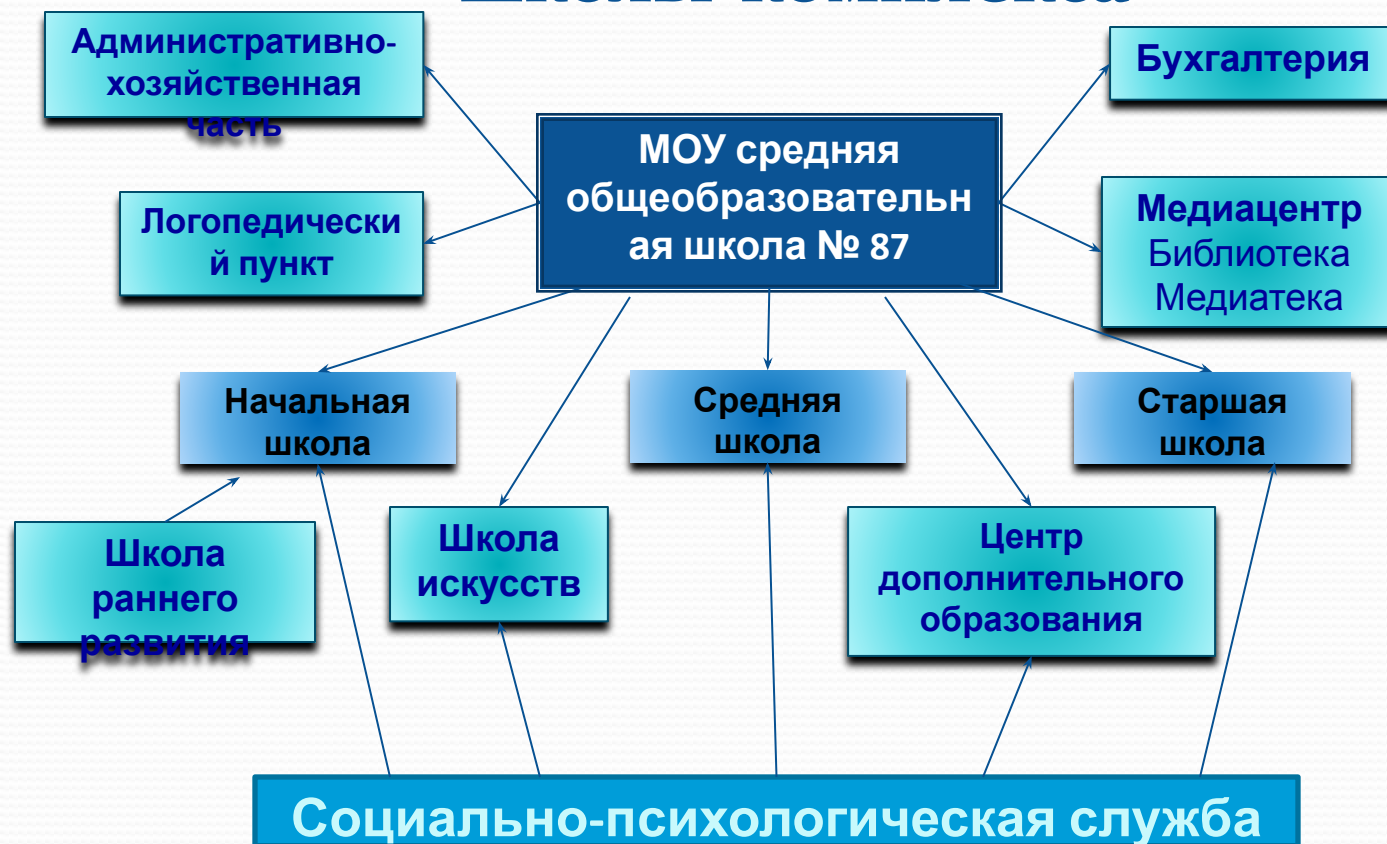 Административно-
хозяйственная
часть
Бухгалтерия
МОУ средняя
общеобразовательн
ая школа № 87
Логопедически
й пункт
Медиацентр
Библиотека
Медиатека
Начальная
школа
Средняя
школа
Старшая
школа
Школа
раннего
развития
Школа
искусств
Центр
дополнительного
образования
Социально-психологическая служба